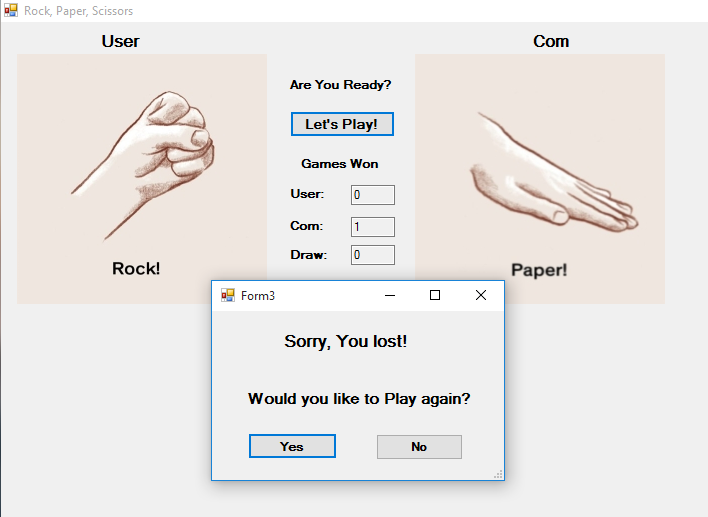 Rock, Paper, Scissors
User
Com
Are You Ready?
Let's Play!
Games Won
User: 0
Com: 1
Draw: 0
Rock!
Paper!
Form3
Sorry, You lost!
Would you like to Play again?
Yes
No